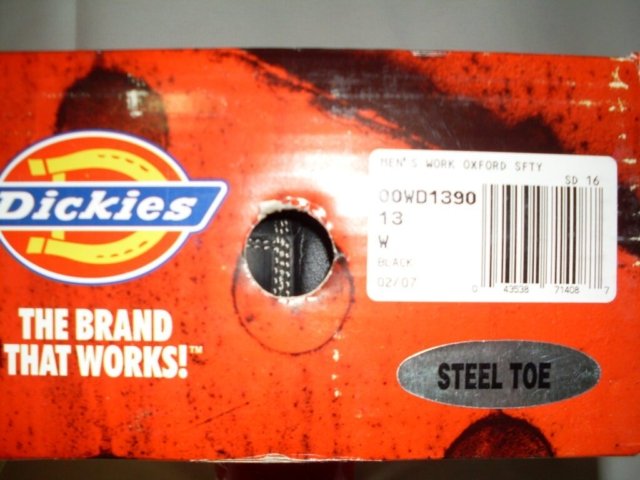 Dickies
THE BRAND
THAT WORKS!™
MEN'S WORK OXFORD SFTY
SD 16
00WD1390
13
W
BLACK
02/07
0 43538 71408 7
STEEL TOE